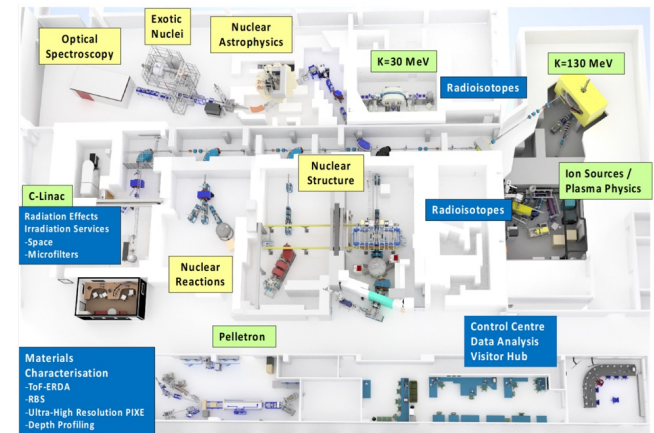 Optical
Spectroscopy
Exotic
Nuclei
Nuclear
Astrophysics
K=30 MeV
Radioisotopes
K=130 MeV
Nuclear
Structure
Ion Sources /
Plasma Physics
C-Linac
Radiation Effects
Irradiation Services
-Space
-Microfilters
Radioisotopes
Nuclear
Reactions
Pelletron
Control Centre
Data Analysis
Visitor Hub
Materials
Characterisation
-ToF-ERDA
-RBS
-Ultra-High Resolution PIXE
-Depth Profiling